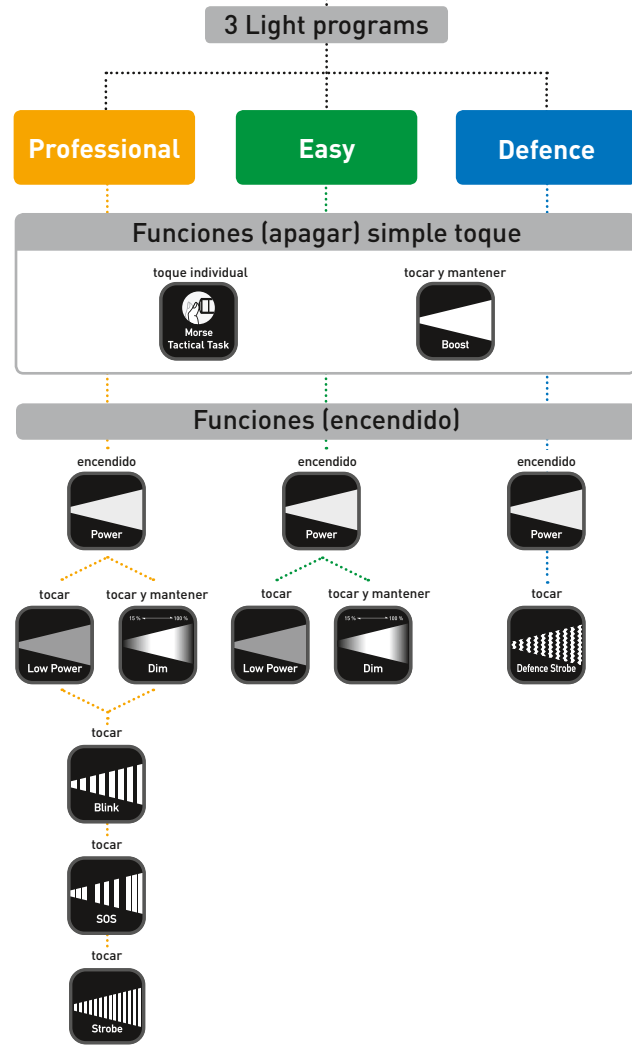 3 Light programs
Professional
Easy
Defence
Funciones (apagar) simple toque
toque individual
tocar y mantener
Morse
Tactical Task
Boost
Funciones (encendido)
encendido
encendido
encendido
Power
Power
Power
tocar
tocar y mantener
tocar
tocar y mantener
tocar
15 %
100 %
15 %
100 %
Low Power
Dim
Low Power
Dim
Defence Strobe
tocar
Blink
tocar
SOS
tocar
Strobe